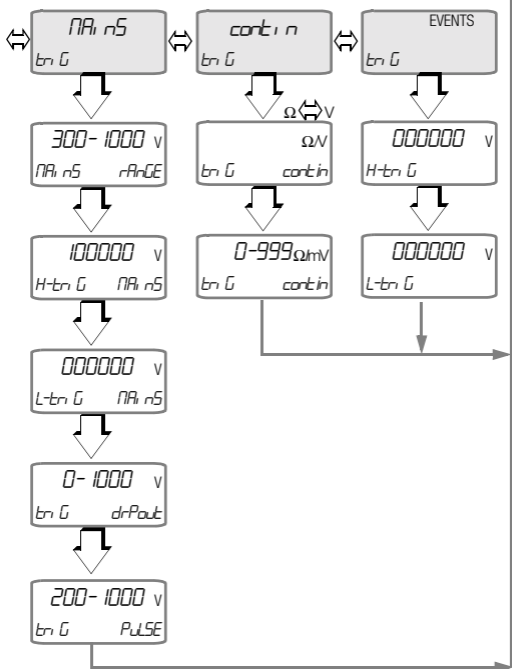 MAinS
triG
contin
triG
EVENTS
triG
300-1000 V
MAinS rAnGE
Ω V
Ω/V
triG contin
000000 V
H-triG
100000 V
H-triG MAinS
0-999 Ω/mV
triG contin
000000 V
L-triG
000000 V
L-triG MAinS
0-1000 V
triG drPout
200-1000 V
triG PuLSE